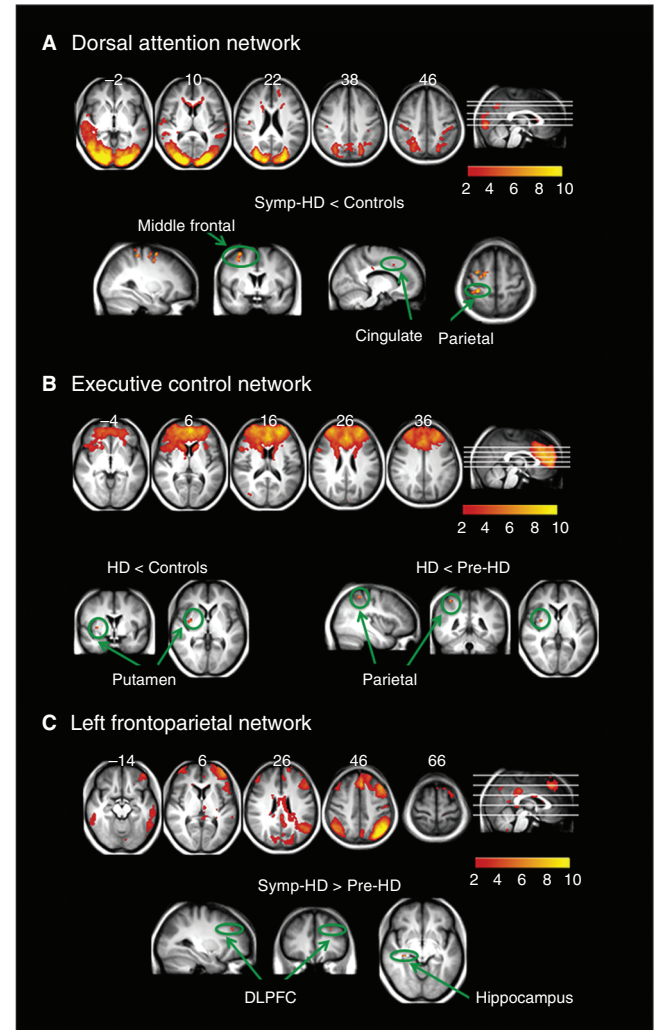 A Dorsal attention network
–2 10 22 38 46
2 4 6 8 10
Symp-HD < Controls
Middle frontal
Cingulate Parietal
B Executive control network
–4 6 16 26 36
2 4 6 8 10
HD < Controls HD < Pre-HD
Putamen Parietal
C Left frontoparietal network
–14 6 26 46 66
2 4 6 8 10
Symp-HD > Pre-HD
DLPFC Hippocampus